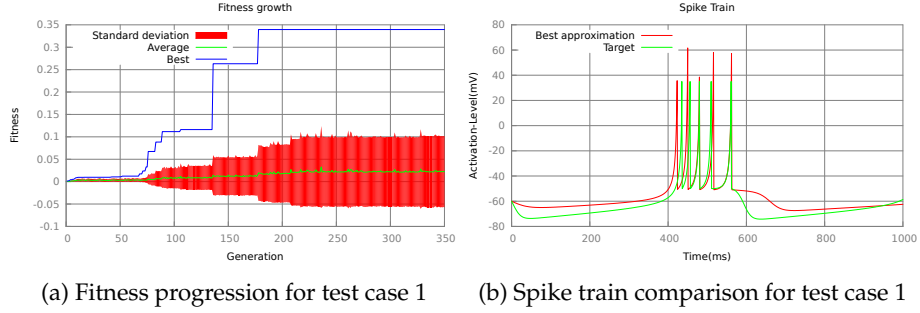 Fitness growth
0.35
0.3
0.25
0.2
0.15
0.1
0.05
0
-0.05
-0.1
Fitness
Standard deviation
Average
Best
0
50
100
150
200
250
300
350
Generation
(a) Fitness progression for test case 1
Spike Train
80
60
40
20
0
-20
-40
-60
80
Activation-Level(mV)
Best approximation
Target
0
200
400
600
800
1000
Time(ms)
(b) Spike train comparison for test case 1